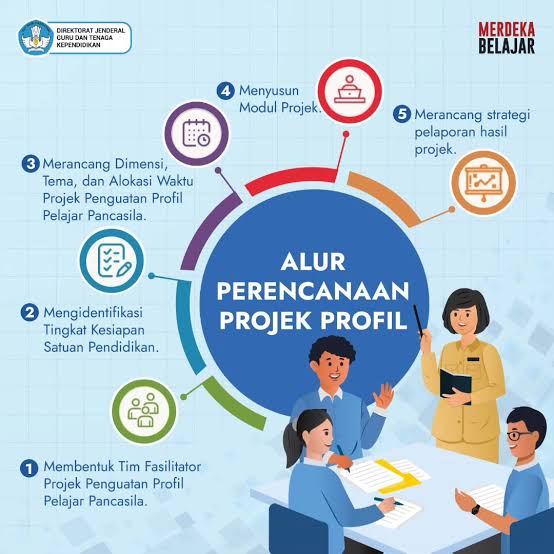 DIREKTORAT JENDERAL
GURU DAN TENAGA
KEPENDIDIKAN
MERDEKA
BELAJAR
ALUR
PERENCANAAN
PROJEK PROFIL
1 Membentuk Tim Fasilitator
Projek Penguatan Profil
Pelajar Pancasila.
2 Mengidentifikasi
Tingkat Kesiapan
Satuan Pendidikan.
3 Merancang Dimensi,
Tema, dan Alokasi Waktu
Projek Penguatan Profil
Pelajar Pancasila.
4 Menyusun
Modul Projek.
5 Merancang strategi
pelaporan hasil
projek.